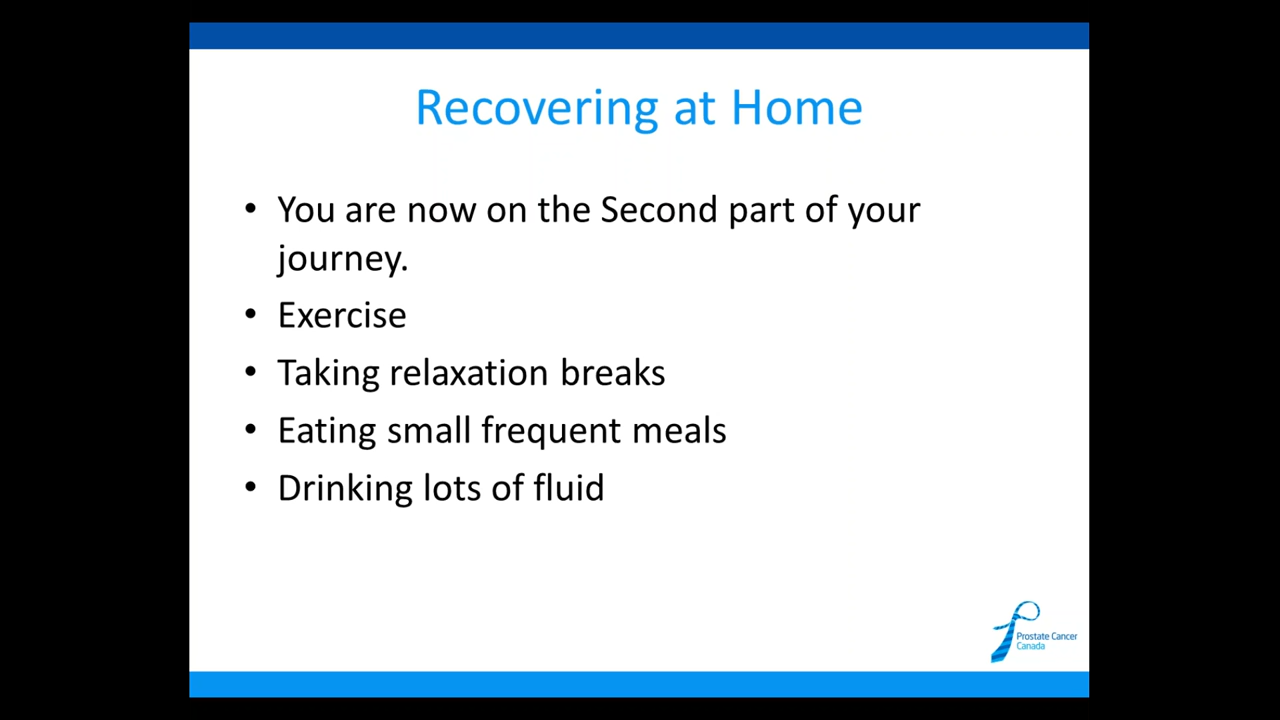 Recovering at Home
• You are now on the Second part of your
journey.
• Exercise
• Taking relaxation breaks
• Eating small frequent meals
• Drinking lots of fluid
Prostate Cancer
Canada